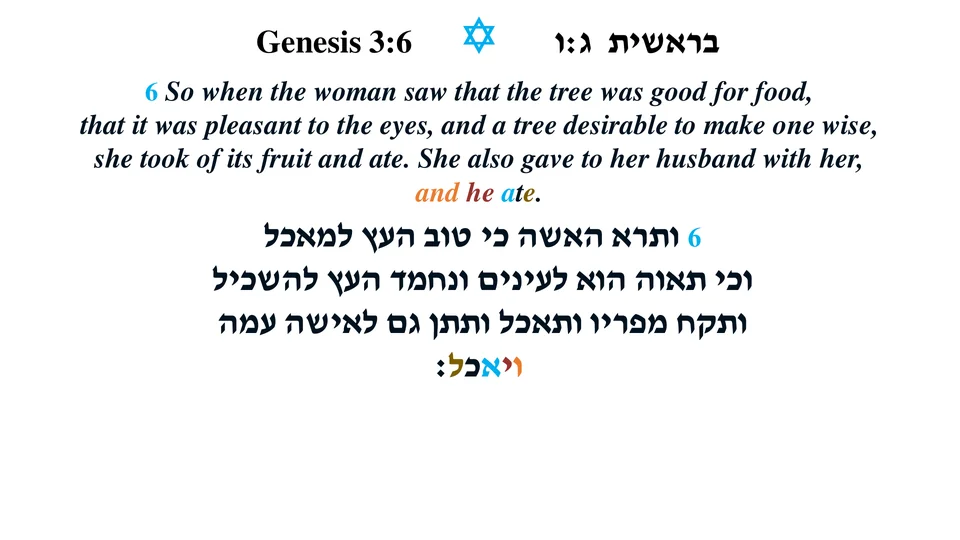 Genesis 3:6 בראשית ג:ו
6 So when the woman saw that the tree was good for food,
that it was pleasant to the eyes, and a tree desirable to make one wise,
she took of its fruit and ate. She also gave to her husband with her,
and he ate.
6 ותרא האשה כי טוב העץ למאכל
וכי תאוה הוא לעינים ונחמד העץ להשכיל
ותקח מפריו ותאכל ותתן גם לאישה עמה
ויאכל: